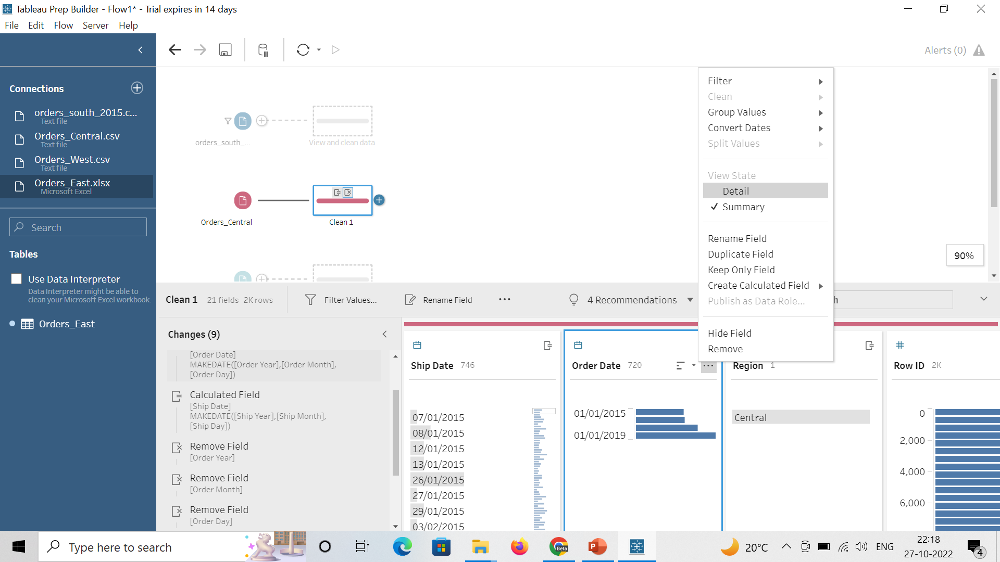 Tableau Prep Builder - Flow1* - Trial expires in 14 days
File Edit Flow Server Help
Alerts (0)
Connections
orders_south_2015.c...
Text file
Orders_Central.csv
Text file
Orders_West.csv
Text file
Orders_East.xlsx
Microsoft Excel
Search
Tables
Use Data Interpreter
Data Interpreter might be able to
clean your Microsoft Excel workbook.
Orders_East
orders_south_...
View and clean data
Orders_Central
Clean 1
90%
Filter
Clean
Group Values
Convert Dates
Split Values
View State
Detail
Summary
Rename Field
Duplicate Field
Keep Only Field
Create Calculated Field
Publish as Data Role...
Hide Field
Remove
Clean 1 21 fields 2K rows Filter Values... Rename Field 4 Recommendations
Changes (9)
[Order Date]
MAKEDATE([Order Year],[Order Month],
[Order Day])
Calculated Field
[Ship Date]
MAKEDATE([Ship Year],[Ship Month],
[Ship Day])
Remove Field
[Order Year]
Remove Field
[Order Month]
Remove Field
[Order Day]
Ship Date 746
07/01/2015
08/01/2015
12/01/2015
13/01/2015
26/01/2015
27/01/2015
29/01/2015
03/02/2015
Order Date 720
01/01/2015
01/01/2019
Region 1
Central
Row ID 2K
0
2,000
4,000
6,000
Type here to search
Beta
20°C
ENG
22:18
27-10-2022
4